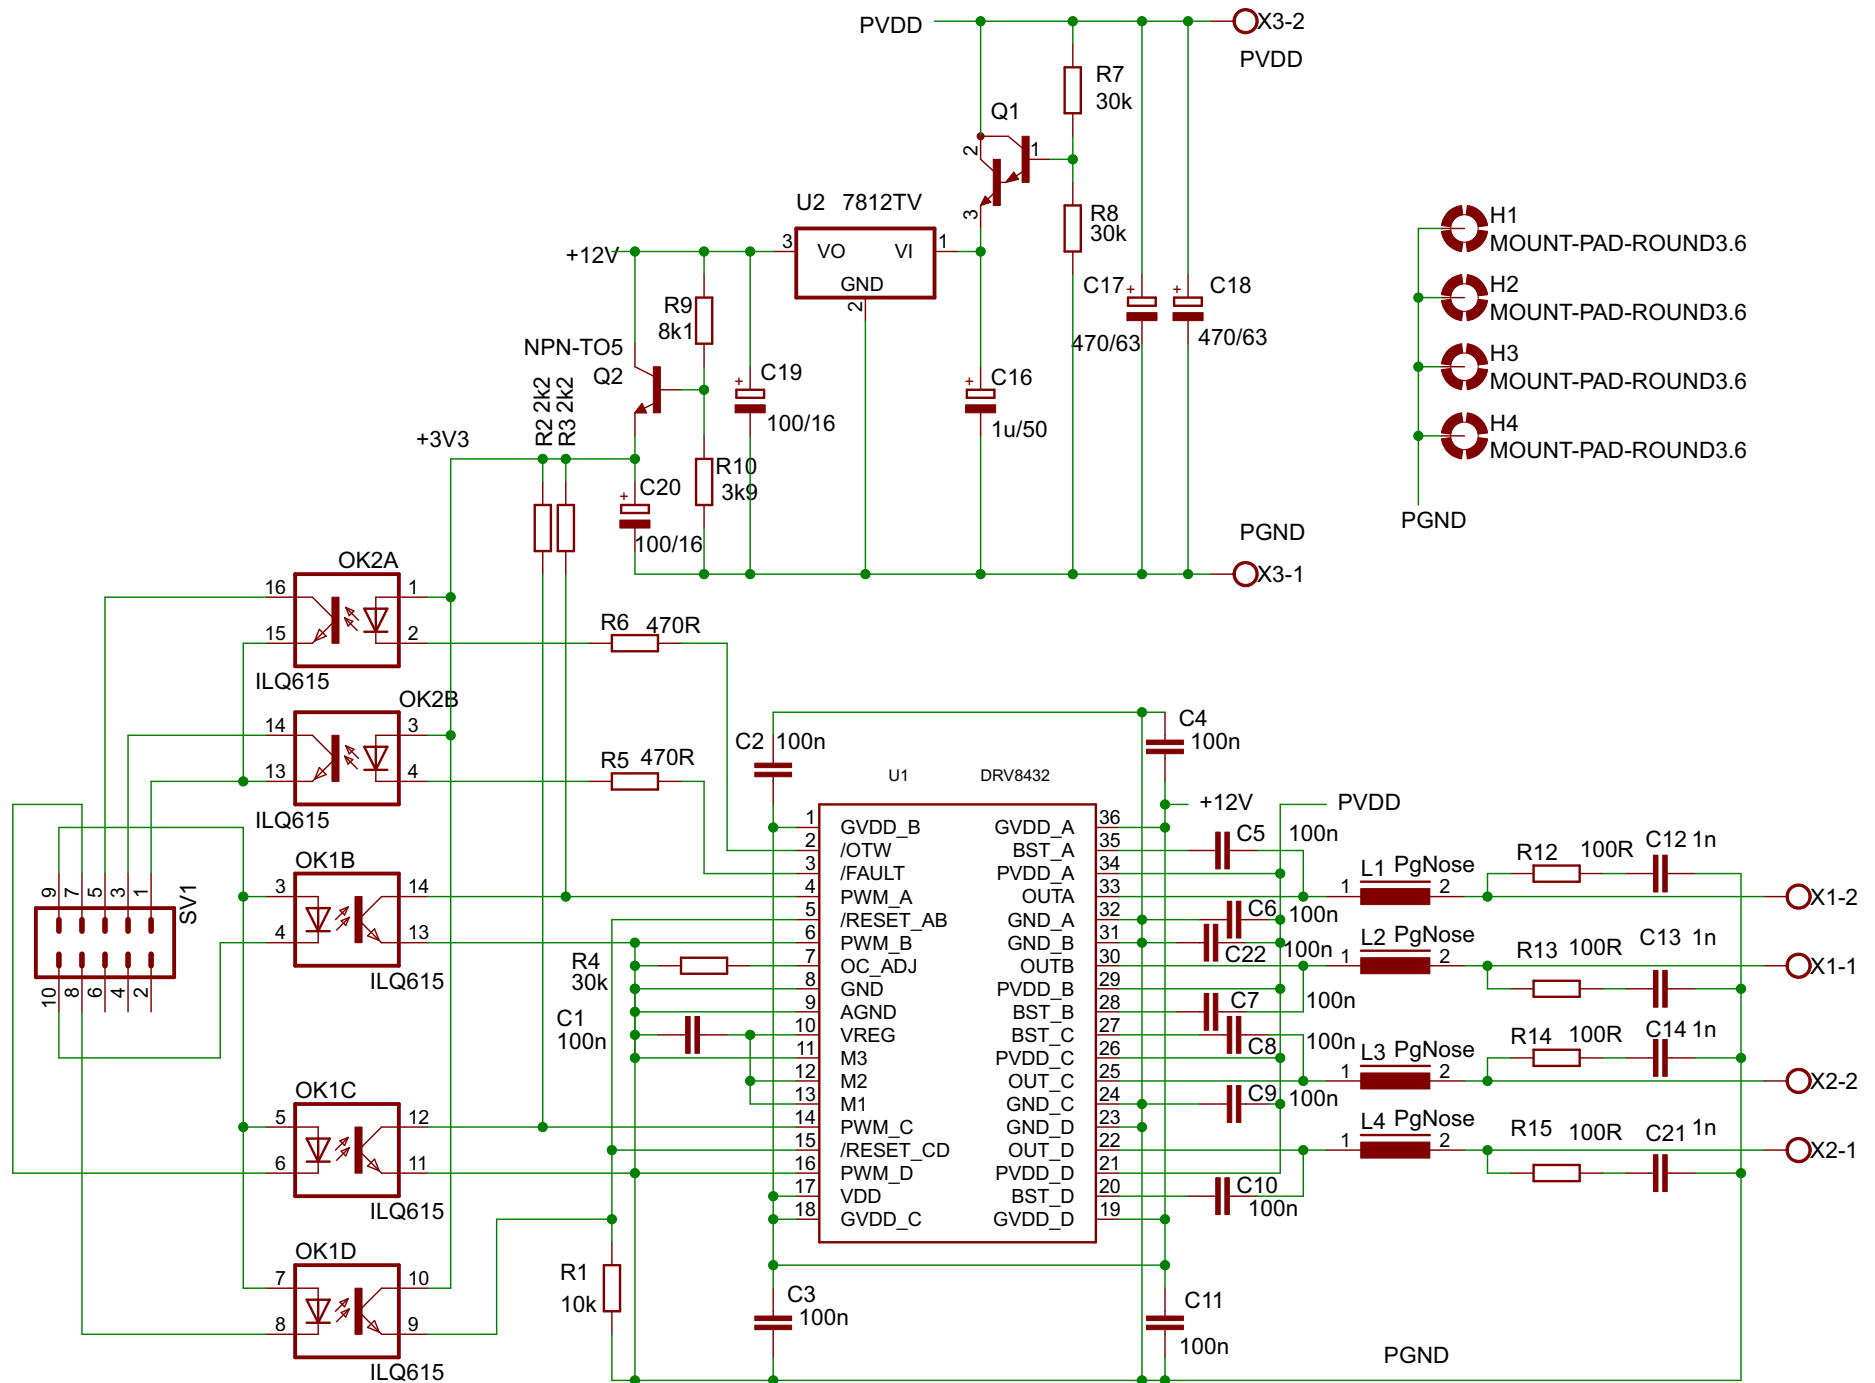 PVDD
X3-2
PVDD
R7
30k
Q1
2
1
3
R8
30k
U2 7812TV
3
VO
VI
1
GND
2
+12V
R9
8k1
NPN-TO5
Q2
C19
100/16
C16
1u/50
C17
470/63
C18
470/63
H1
MOUNT-PAD-ROUND3.6
H2
MOUNT-PAD-ROUND3.6
H3
MOUNT-PAD-ROUND3.6
H4
MOUNT-PAD-ROUND3.6
PGND
R2 2k2
R3 2k2
+3V3
R10
3k9
C20
100/16
PGND
X3-1
OK2A
16
1
15
2
ILQ615
R6 470R
OK2B
14
3
13
4
ILQ615
R5 470R
OK1B
3
14
4
13
ILQ615
9
7
5
3
1
SV1
10
8
6
4
2
OK1C
5
12
6
11
ILQ615
OK1D
7
10
8
9
ILQ615
R4
30k
C1
100n
R1
10k
C2 100n
C4
100n
U1
DRV8432
+12V
PVDD
1 GVDD_B GVDD_A 36
2 /OTW BST_A 35
3 /FAULT PVDD_A 34
4 PWM_A OUTA 33
5 /RESET_AB GND_A 32
6 PWM_B GND_B 31
7 OC_ADJ OUTB 30
8 GND PVDD_B 29
9 AGND BST_B 28
10 VREG BST_C 27
11 M3 PVDD_C 26
12 M2 OUT_C 25
13 M1 GND_C 24
14 PWM_C GND_D 23
15 /RESET_CD OUT_D 22
16 PWM_D PVDD_D 21
17 VDD BST_D 20
18 GVDD_C GVDD_D 19
C5 100n
C6 100n
C22 100n
C7 100n
C8 100n
C9 100n
C10
100n
C3
100n
C11
100n
L1 PgNose
1 2
R12 100R C12 1n
X1-2
L2 PgNose
1 2
R13 100R C13 1n
X1-1
L3 PgNose
1 2
R14 100R C14 1n
X2-2
L4 PgNose
1 2
R15 100R C21 1n
X2-1
PGND